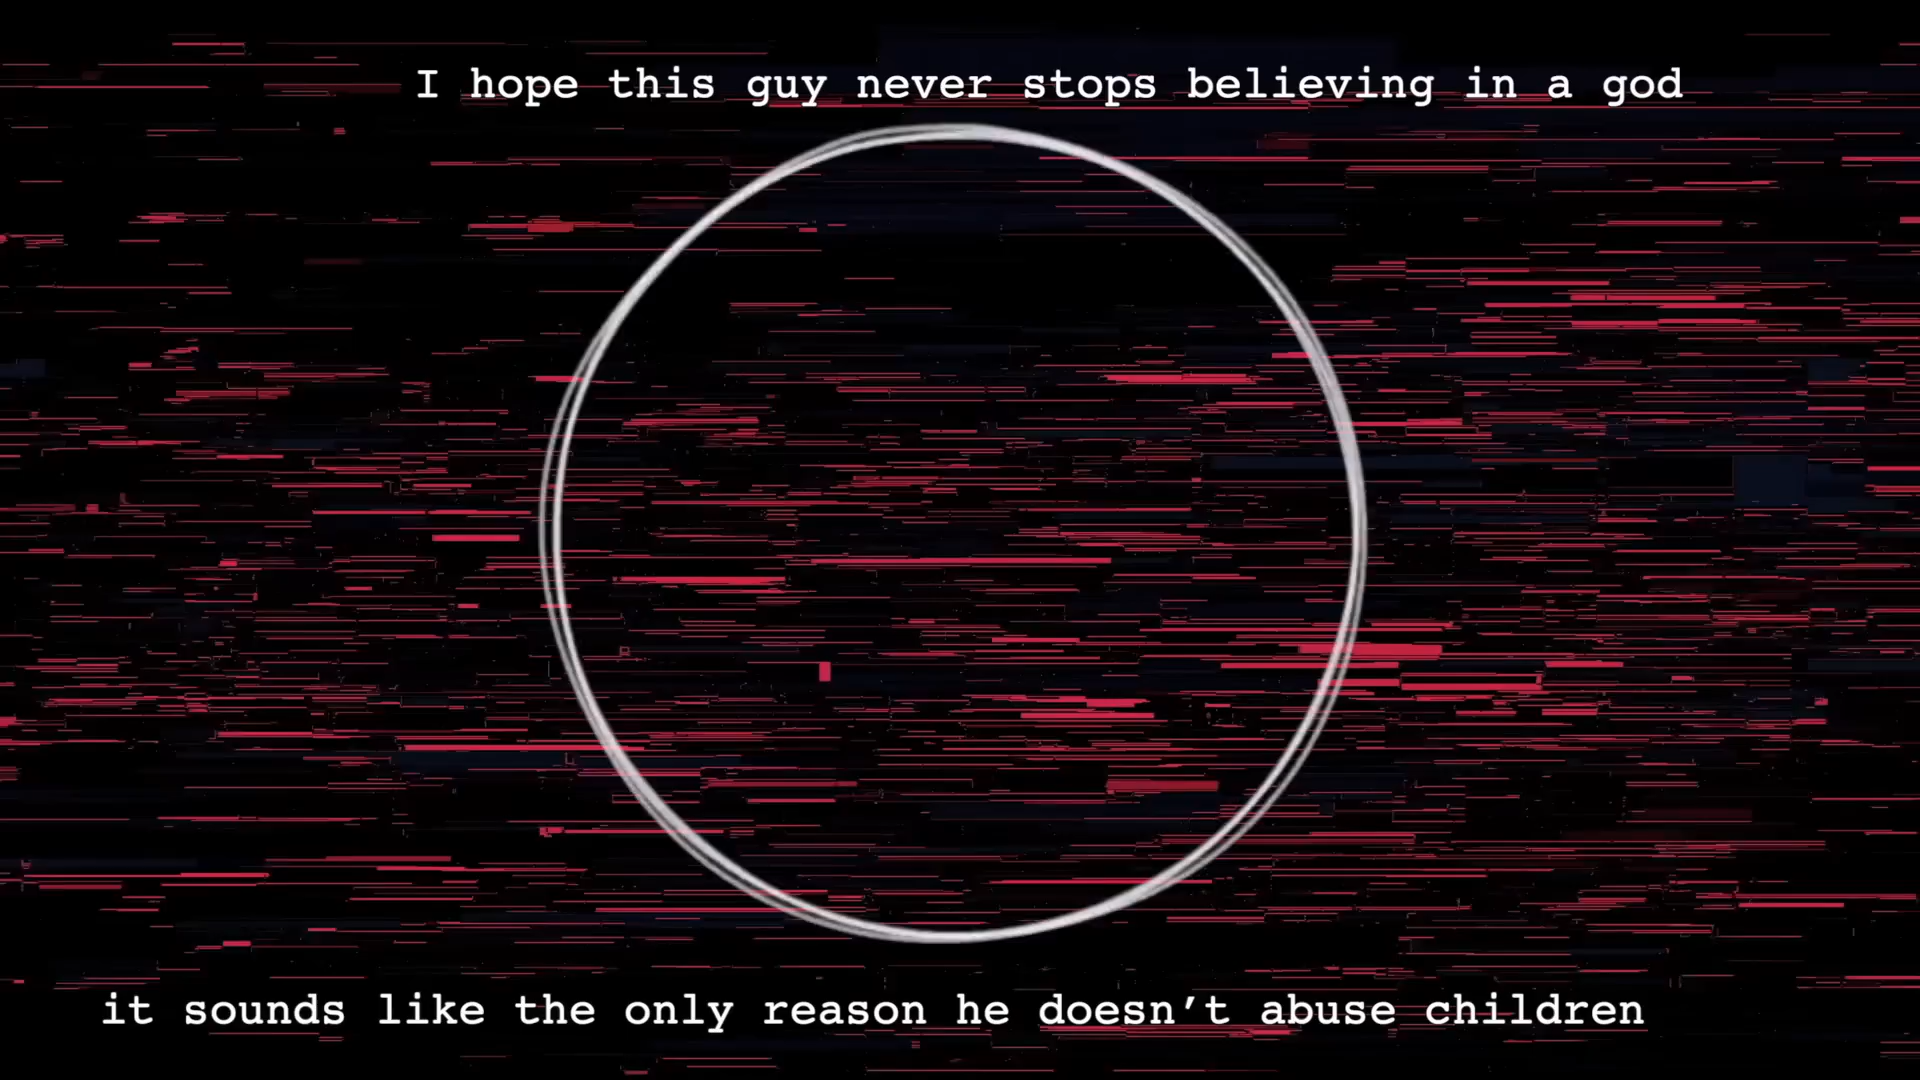 I hope this guy never stops believing in a god
it sounds like the only reason he doesn’t abuse children